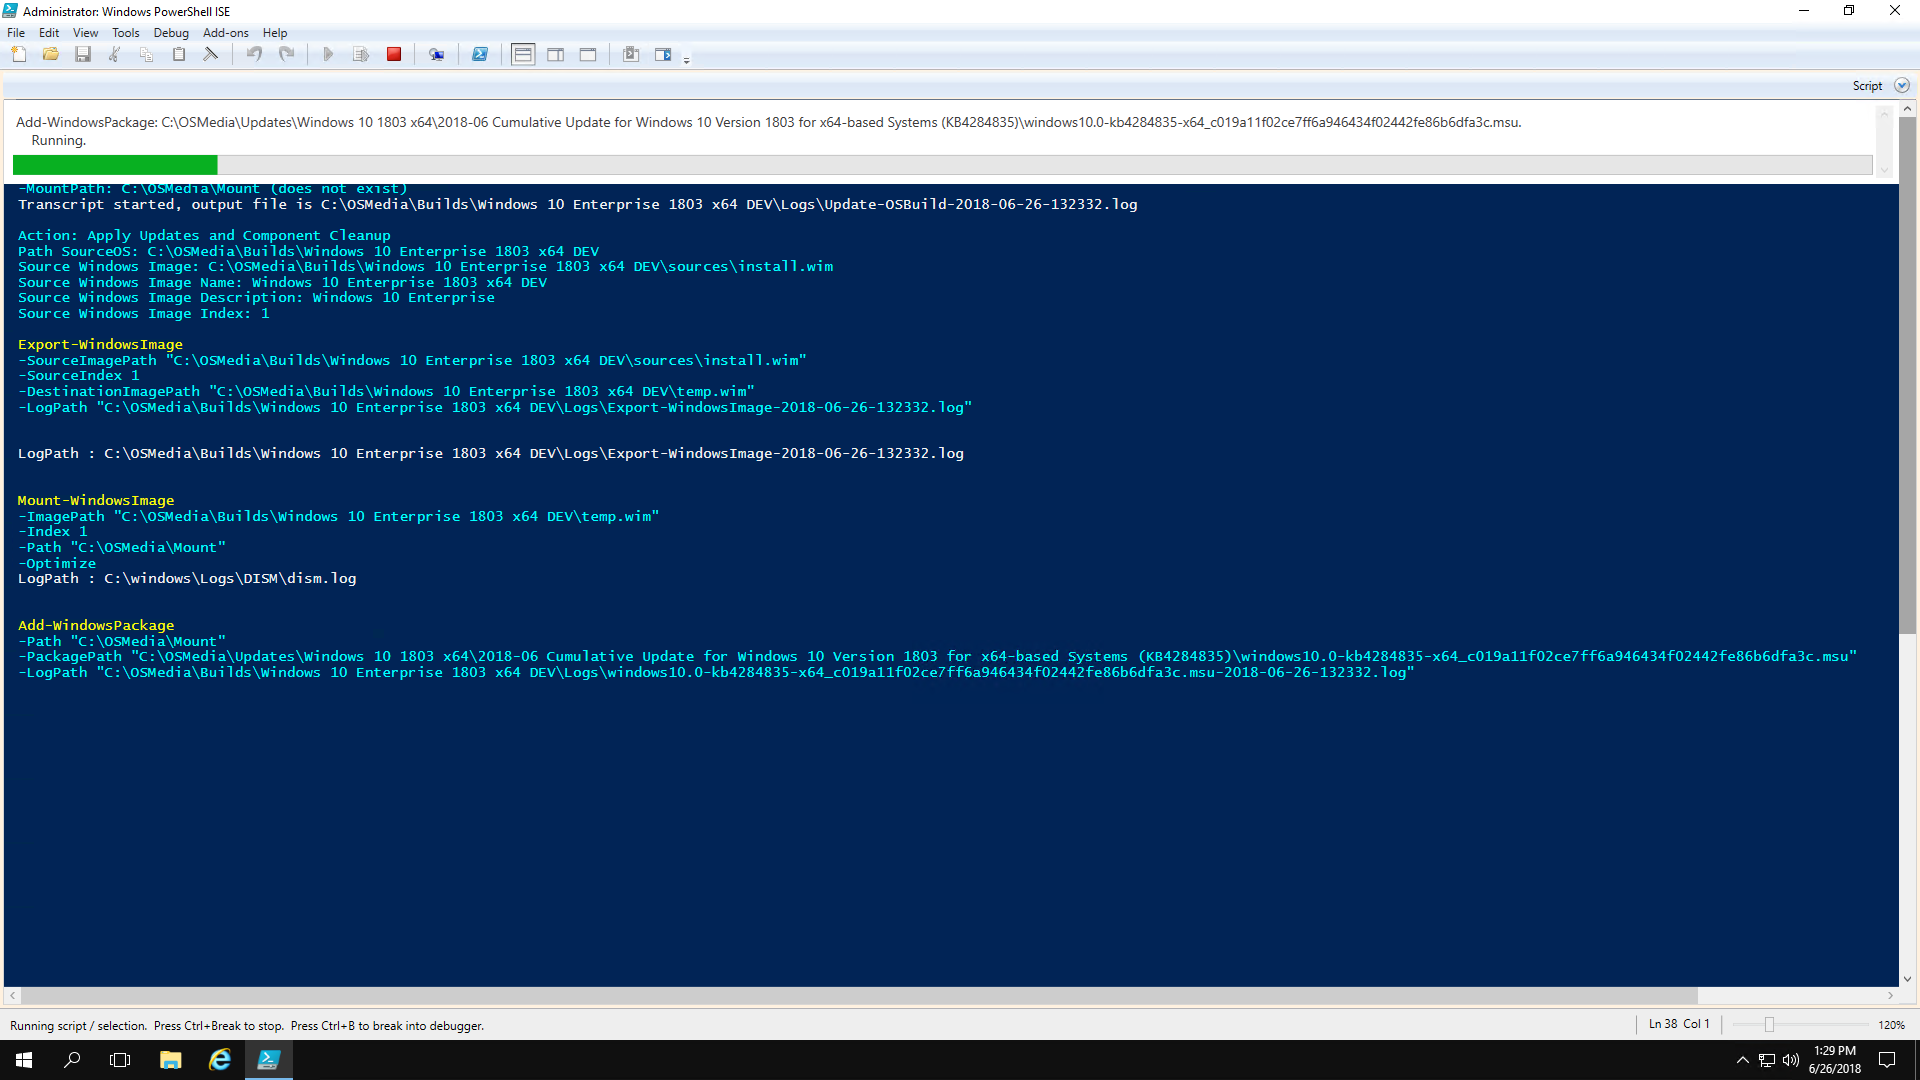 Administrator: Windows PowerShell ISE
File Edit View Tools Debug Add-ons Help
Script
Add-WindowsPackage: C:\OSMedia\Updates\Windows 10 1803 x64\2018-06 Cumulative Update for Windows 10 Version 1803 for x64-based Systems (KB4284835)\windows10.0-kb4284835-x64_c019a11f02ce7ff6a946434f02442fe86b6dfa3c.msu.
Running.
-MountPath: C:\OSMedia\Mount (does not exist)
Transcript started, output file is C:\OSMedia\Builds\Windows 10 Enterprise 1803 x64 DEV\Logs\Update-OSBuild-2018-06-26-132332.log
Action: Apply Updates and Component Cleanup
Path SourceOS: C:\OSMedia\Builds\Windows 10 Enterprise 1803 x64 DEV
Source Windows Image: C:\OSMedia\Builds\Windows 10 Enterprise 1803 x64 DEV\sources\install.wim
Source Windows Image Name: Windows 10 Enterprise 1803 x64 DEV
Source Windows Image Description: Windows 10 Enterprise
Source Windows Image Index: 1
Export-WindowsImage
-SourceImagePath "C:\OSMedia\Builds\Windows 10 Enterprise 1803 x64 DEV\sources\install.wim"
-SourceIndex 1
-DestinationImagePath "C:\OSMedia\Builds\Windows 10 Enterprise 1803 x64 DEV\temp.wim"
-LogPath "C:\OSMedia\Builds\Windows 10 Enterprise 1803 x64 DEV\Logs\Export-WindowsImage-2018-06-26-132332.log"
LogPath : C:\OSMedia\Builds\Windows 10 Enterprise 1803 x64 DEV\Logs\Export-WindowsImage-2018-06-26-132332.log
Mount-WindowsImage
-ImagePath "C:\OSMedia\Builds\Windows 10 Enterprise 1803 x64 DEV\temp.wim"
-Index 1
-Path "C:\OSMedia\Mount"
-Optimize
LogPath : C:\windows\Logs\DISM\dism.log
Add-WindowsPackage
-Path "C:\OSMedia\Mount"
-PackagePath "C:\OSMedia\Updates\Windows 10 1803 x64\2018-06 Cumulative Update for Windows 10 Version 1803 for x64-based Systems (KB4284835)\windows10.0-kb4284835-x64_c019a11f02ce7ff6a946434f02442fe86b6dfa3c.msu"
-LogPath "C:\OSMedia\Builds\Windows 10 Enterprise 1803 x64 DEV\Logs\windows10.0-kb4284835-x64_c019a11f02ce7ff6a946434f02442fe86b6dfa3c.msu-2018-06-26-132332.log"
Running script / selection. Press Ctrl+Break to stop. Press Ctrl+B to break into debugger.
Ln 38 Col 1
120%
1:29 PM
6/26/2018